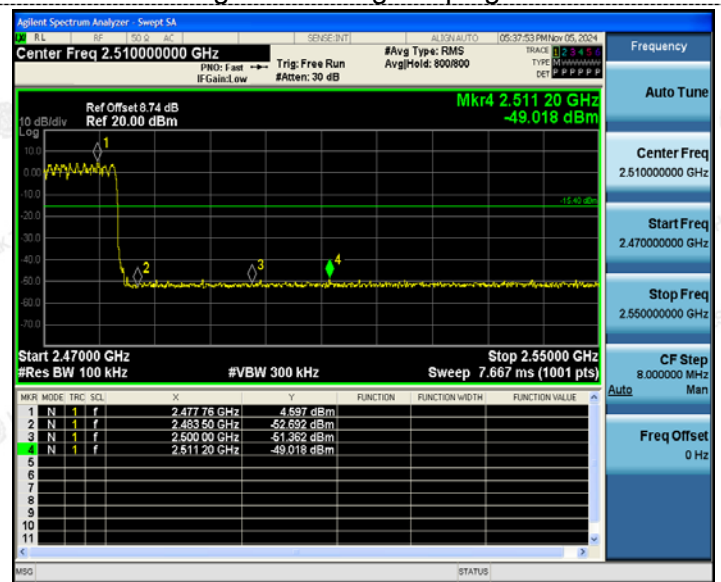 Agilent Spectrum Analyzer - Swept SA
RL RF 50 Ω AC SENSE:INT ALIGNAUTO 05:37:53 PM Nov 05, 2024
Center Freq 2.510000000 GHz
PNO: Fast
IFGain:Low
Trig: Free Run
#Atten: 30 dB
#Avg Type: RMS
Avg|Hold: 800/800
TRACE 1 2 3 4 5 6
TYPE M
DET P P P P P P
Ref Offset 8.74 dB
10 dB/div Ref 20.00 dBm
Log
Mkr4 2.511 20 GHz
-49.018 dBm
10.0
0.00
-10.0
-20.0
-30.0
-40.0
-50.0
-60.0
-70.0
1
2
3
4
-15.40 dBm
Start 2.47000 GHz Stop 2.55000 GHz
#Res BW 100 kHz #VBW 300 kHz Sweep 7.667 ms (1001 pts)
MKR MODE TRC SCL X Y FUNCTION FUNCTION WIDTH FUNCTION VALUE
1 N 1 f 2.477 76 GHz 4.597 dBm
2 N 1 f 2.483 50 GHz -52.692 dBm
3 N 1 f 2.500 00 GHz -51.362 dBm
4 N 1 f 2.511 20 GHz -49.018 dBm
5
6
7
8
9
10
11
MSG STATUS
Frequency
Auto Tune
Center Freq
2.510000000 GHz
Start Freq
2.470000000 GHz
Stop Freq
2.550000000 GHz
CF Step
8.000000 MHz
Auto Man
Freq Offset
0 Hz